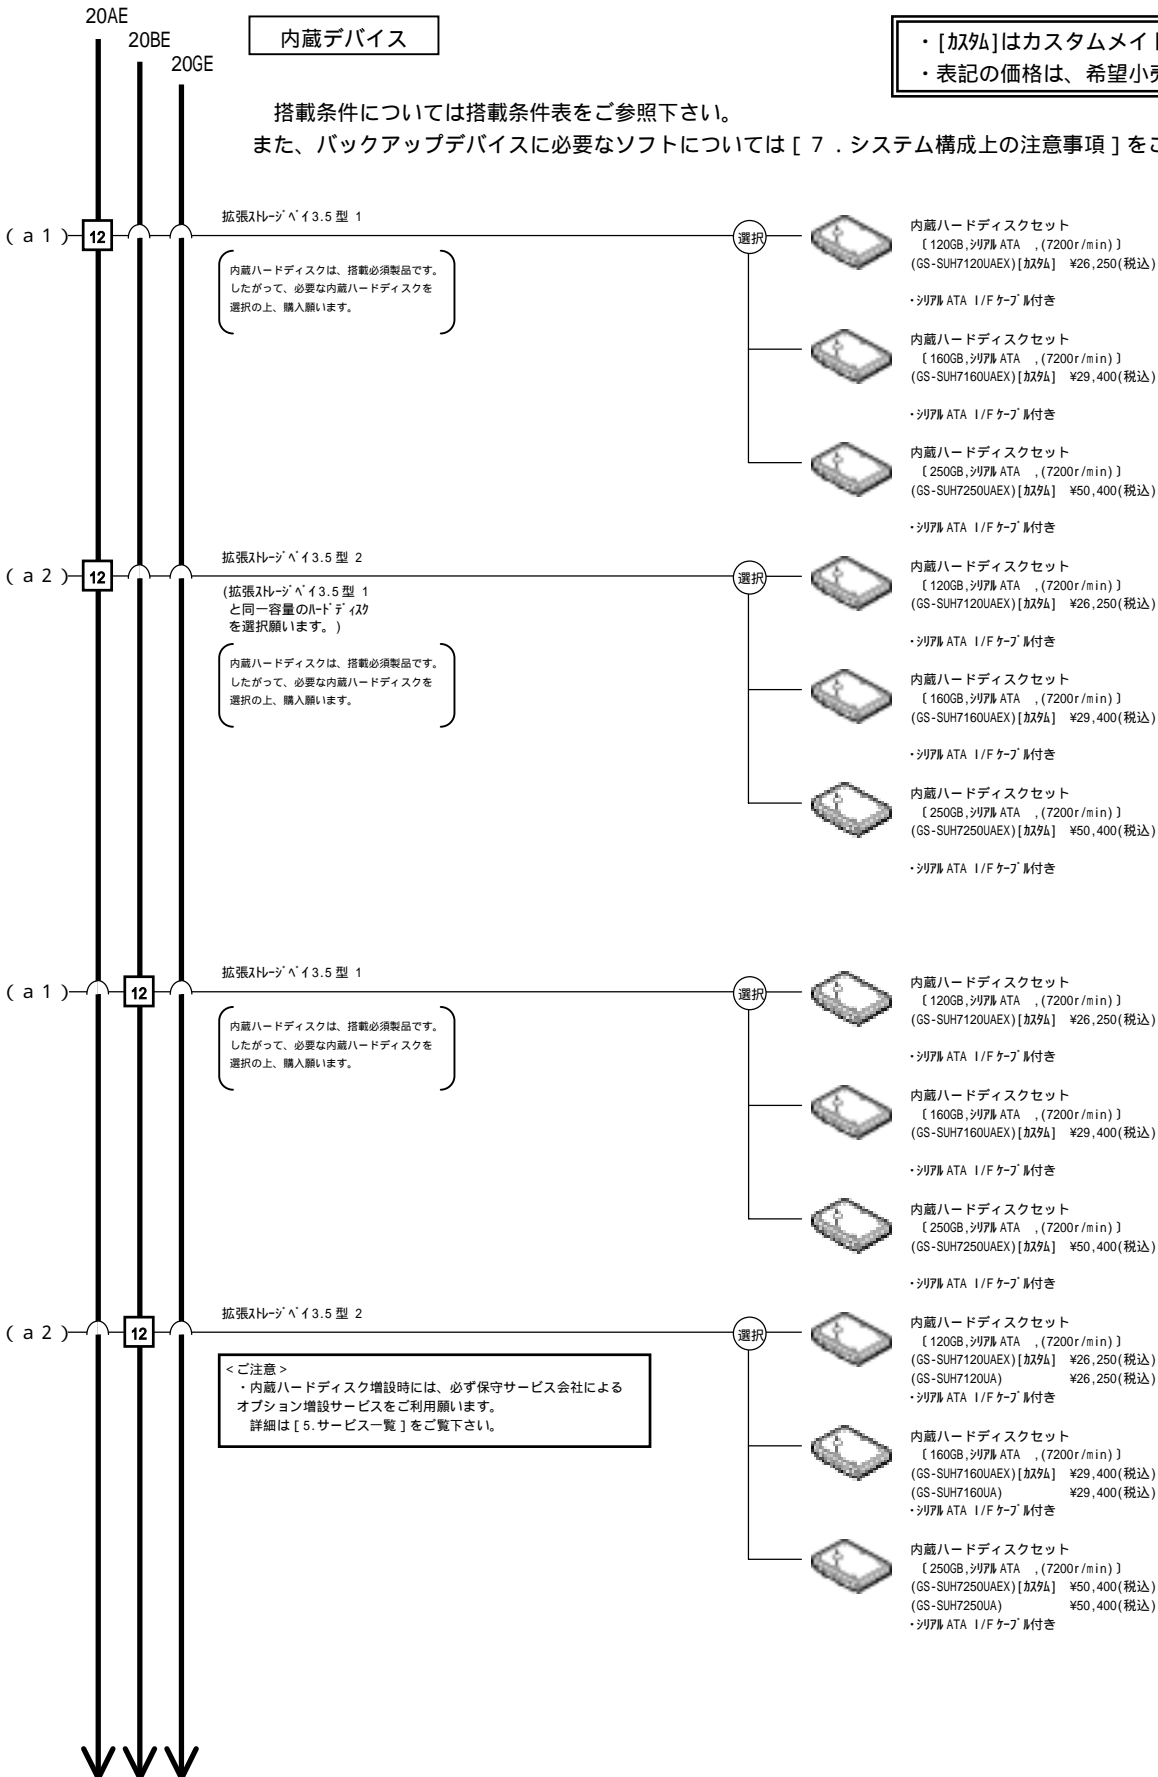 20AE
20BE
20GE
内蔵デバイス
・[ｶｽﾀﾑ]はカスタムメイ
・表記の価格は、希望小
搭載条件については搭載条件表をご参照下さい。
また、バックアップデバイスに必要なソフトについては[ 7 . システム構成上の注意事項 ]をご
(a1)
12
拡張ｽﾄﾚｰｼﾞﾍﾞｲ3.5型 1
内蔵ハードディスクは、搭載必須製品です。
したがって、必要な内蔵ハードディスクを
選択の上、購入願います。
選択
内蔵ハードディスクセット
〔120GB,ｼﾘｱﾙ ATA ,(7200r/min)〕
(GS-SUH7120UAEX)[ｶｽﾀﾑ] ¥26,250(税込)
・ｼﾘｱﾙ ATA I/F ｹｰﾌﾞﾙ付き
内蔵ハードディスクセット
〔160GB,ｼﾘｱﾙ ATA ,(7200r/min)〕
(GS-SUH7160UAEX)[ｶｽﾀﾑ] ¥29,400(税込)
・ｼﾘｱﾙ ATA I/F ｹｰﾌﾞﾙ付き
内蔵ハードディスクセット
〔250GB,ｼﾘｱﾙ ATA ,(7200r/min)〕
(GS-SUH7250UAEX)[ｶｽﾀﾑ] ¥50,400(税込)
・ｼﾘｱﾙ ATA I/F ｹｰﾌﾞﾙ付き
(a2)
12
拡張ｽﾄﾚｰｼﾞﾍﾞｲ3.5型 2
(拡張ｽﾄﾚｰｼﾞﾍﾞｲ3.5型 1
と同一容量のﾊｰﾄﾞﾃﾞｨｽｸ
を選択願います。)
内蔵ハードディスクは、搭載必須製品です。
したがって、必要な内蔵ハードディスクを
選択の上、購入願います。
選択
内蔵ハードディスクセット
〔120GB,ｼﾘｱﾙ ATA ,(7200r/min)〕
(GS-SUH7120UAEX)[ｶｽﾀﾑ] ¥26,250(税込)
・ｼﾘｱﾙ ATA I/F ｹｰﾌﾞﾙ付き
内蔵ハードディスクセット
〔160GB,ｼﾘｱﾙ ATA ,(7200r/min)〕
(GS-SUH7160UAEX)[ｶｽﾀﾑ] ¥29,400(税込)
・ｼﾘｱﾙ ATA I/F ｹｰﾌﾞﾙ付き
内蔵ハードディスクセット
〔250GB,ｼﾘｱﾙ ATA ,(7200r/min)〕
(GS-SUH7250UAEX)[ｶｽﾀﾑ] ¥50,400(税込)
・ｼﾘｱﾙ ATA I/F ｹｰﾌﾞﾙ付き
(a1)
12
拡張ｽﾄﾚｰｼﾞﾍﾞｲ3.5型 1
内蔵ハードディスクは、搭載必須製品です。
したがって、必要な内蔵ハードディスクを
選択の上、購入願います。
選択
内蔵ハードディスクセット
〔120GB,ｼﾘｱﾙ ATA ,(7200r/min)〕
(GS-SUH7120UAEX)[ｶｽﾀﾑ] ¥26,250(税込)
・ｼﾘｱﾙ ATA I/F ｹｰﾌﾞﾙ付き
内蔵ハードディスクセット
〔160GB,ｼﾘｱﾙ ATA ,(7200r/min)〕
(GS-SUH7160UAEX)[ｶｽﾀﾑ] ¥29,400(税込)
・ｼﾘｱﾙ ATA I/F ｹｰﾌﾞﾙ付き
内蔵ハードディスクセット
〔250GB,ｼﾘｱﾙ ATA ,(7200r/min)〕
(GS-SUH7250UAEX)[ｶｽﾀﾑ] ¥50,400(税込)
・ｼﾘｱﾙ ATA I/F ｹｰﾌﾞﾙ付き
(a2)
12
拡張ｽﾄﾚｰｼﾞﾍﾞｲ3.5型 2
<ご注意>
・内蔵ハードディスク増設時には、必ず保守サービス会社による
オプション増設サービスをご利用願います。
詳細は[5.サービス一覧]をご覧下さい。
選択
内蔵ハードディスクセット
〔120GB,ｼﾘｱﾙ ATA ,(7200r/min)〕
(GS-SUH7120UAEX)[ｶｽﾀﾑ] ¥26,250(税込)
(GS-SUH7120UA) ¥26,250(税込)
・ｼﾘｱﾙ ATA I/F ｹｰﾌﾞﾙ付き
内蔵ハードディスクセット
〔160GB,ｼﾘｱﾙ ATA ,(7200r/min)〕
(GS-SUH7160UAEX)[ｶｽﾀﾑ] ¥29,400(税込)
(GS-SUH7160UA) ¥29,400(税込)
・ｼﾘｱﾙ ATA I/F ｹｰﾌﾞﾙ付き
内蔵ハードディスクセット
〔250GB,ｼﾘｱﾙ ATA ,(7200r/min)〕
(GS-SUH7250UAEX)[ｶｽﾀﾑ] ¥50,400(税込)
(GS-SUH7250UA) ¥50,400(税込)
・ｼﾘｱﾙ ATA I/F ｹｰﾌﾞﾙ付き